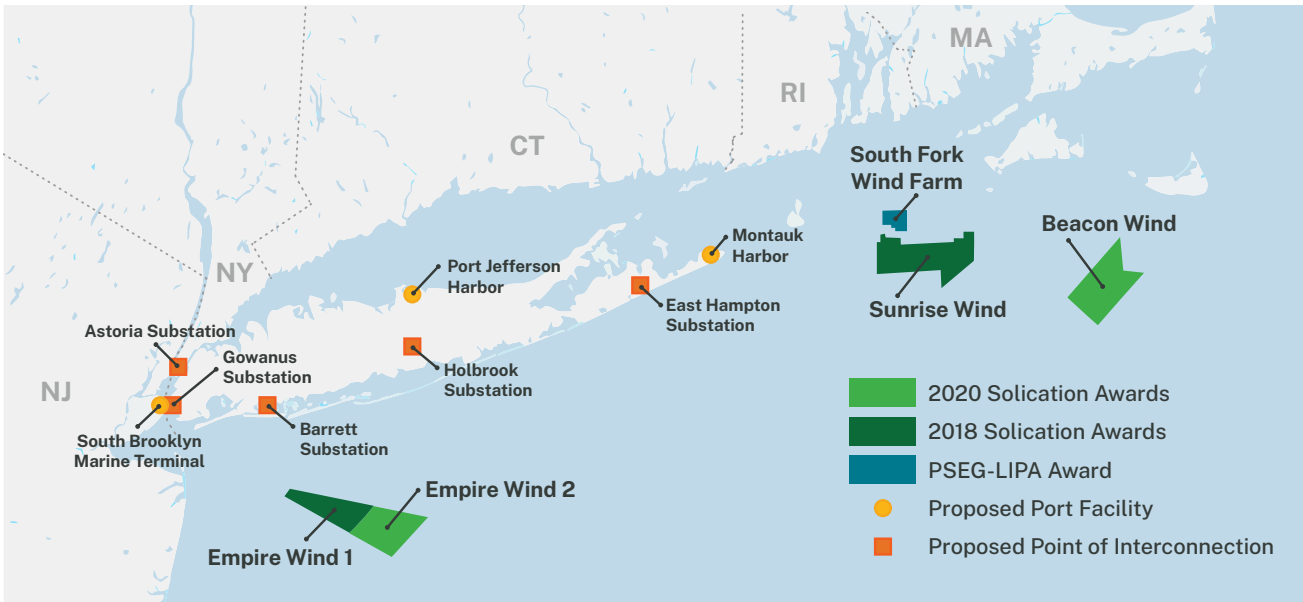 MA
RI
CT
South Fork
Wind Farm
Beacon Wind
Montauk
Harbor
NY
Port Jefferson
Harbor
East Hampton
Substation
Sunrise Wind
Astoria Substation
Gowanus
Substation
Holbrook
Substation
NJ
South Brooklyn
Marine Terminal
Barrett
Substation
Empire Wind 2
Empire Wind 1
2020 Solication Awards
2018 Solication Awards
PSEG-LIPA Award
Proposed Port Facility
Proposed Point of Interconnection